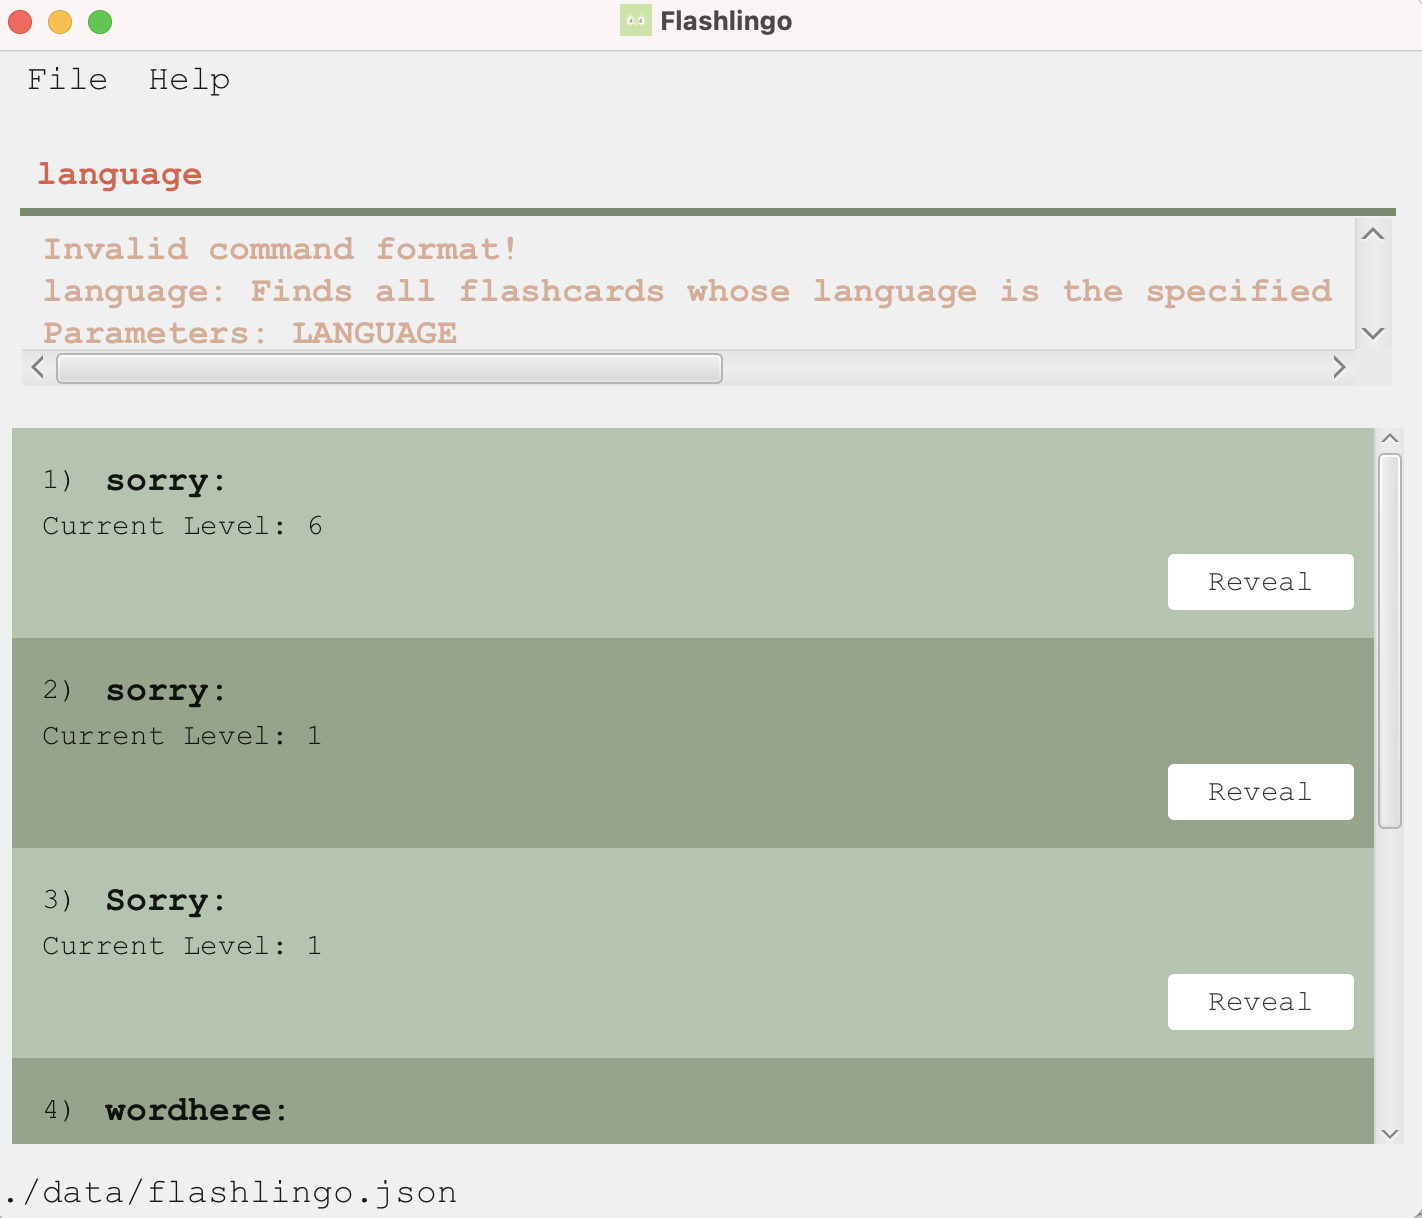 Flashlingo
File Help
language
Invalid command format!
language: Finds all flashcards whose language is the specified
Parameters: LANGUAGE
1) sorry:
Current Level: 6
Reveal
2) sorry:
Current Level: 1
Reveal
3) Sorry:
Current Level: 1
Reveal
4) wordhere:
./data/flashlingo.json